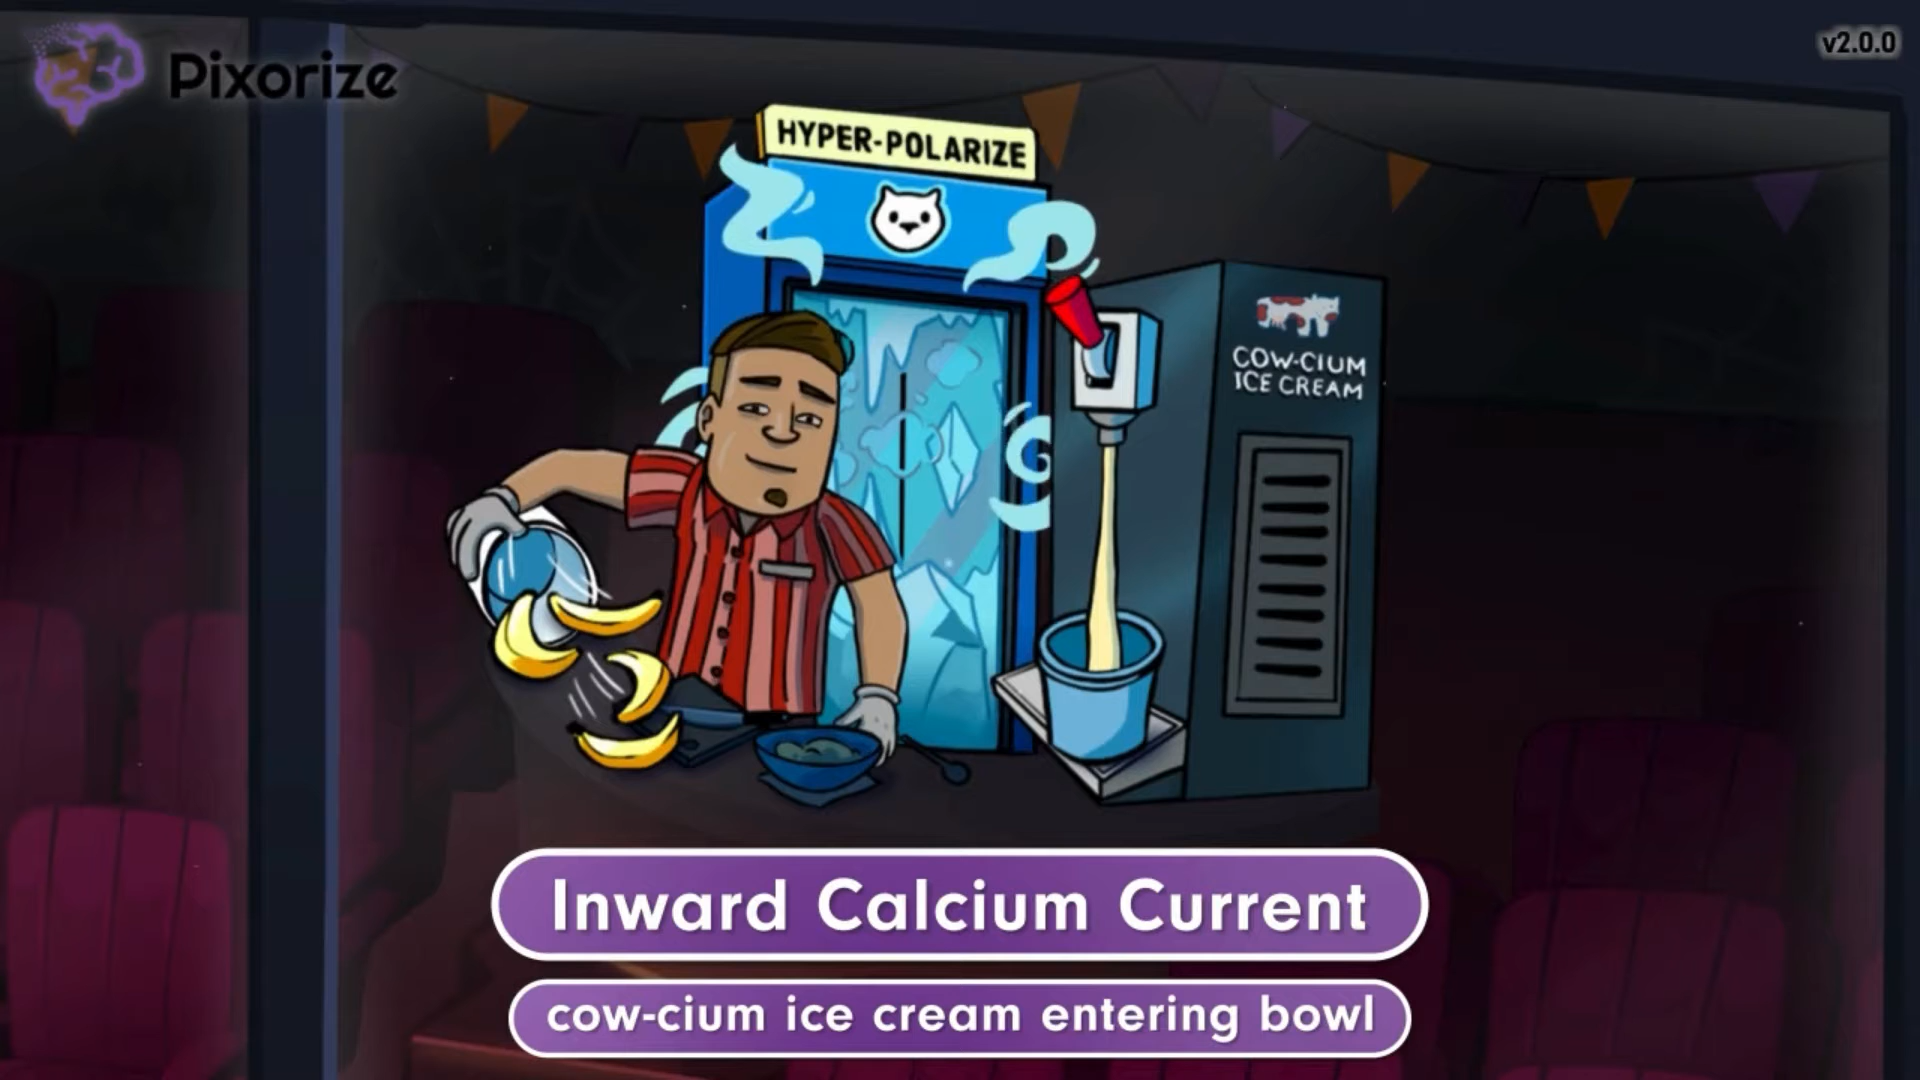 Pixorize
v2.0.0
HYPER-POLARIZE
COW-CIUM
ICE CREAM
Inward Calcium Current
cow-cium ice cream entering bowl